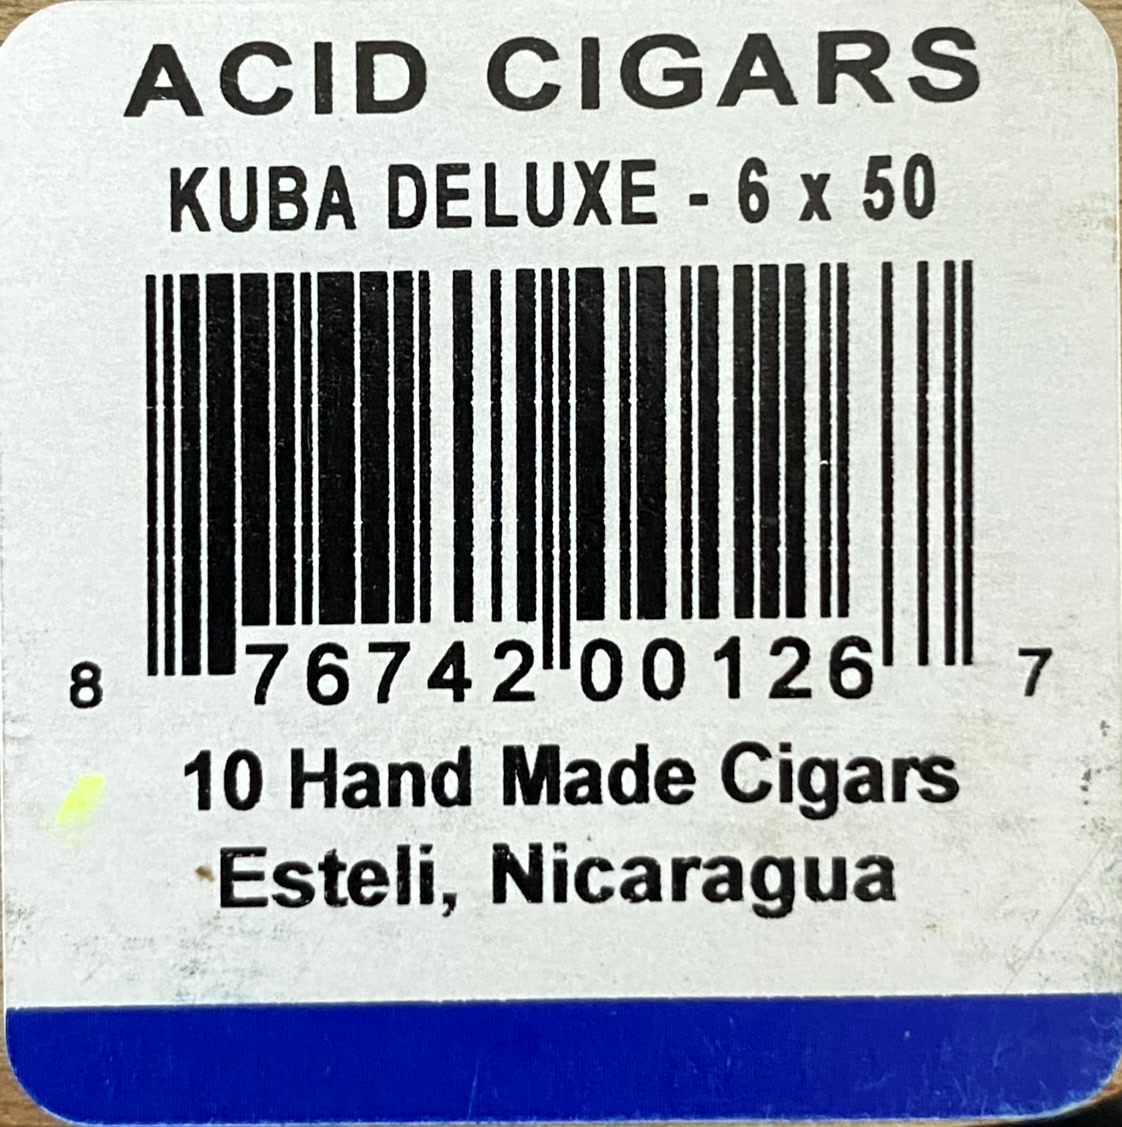 ACID CIGARS
KUBA DELUXE - 6 x 50
8 76742 00126 7
10 Hand Made Cigars
Esteli, Nicaragua